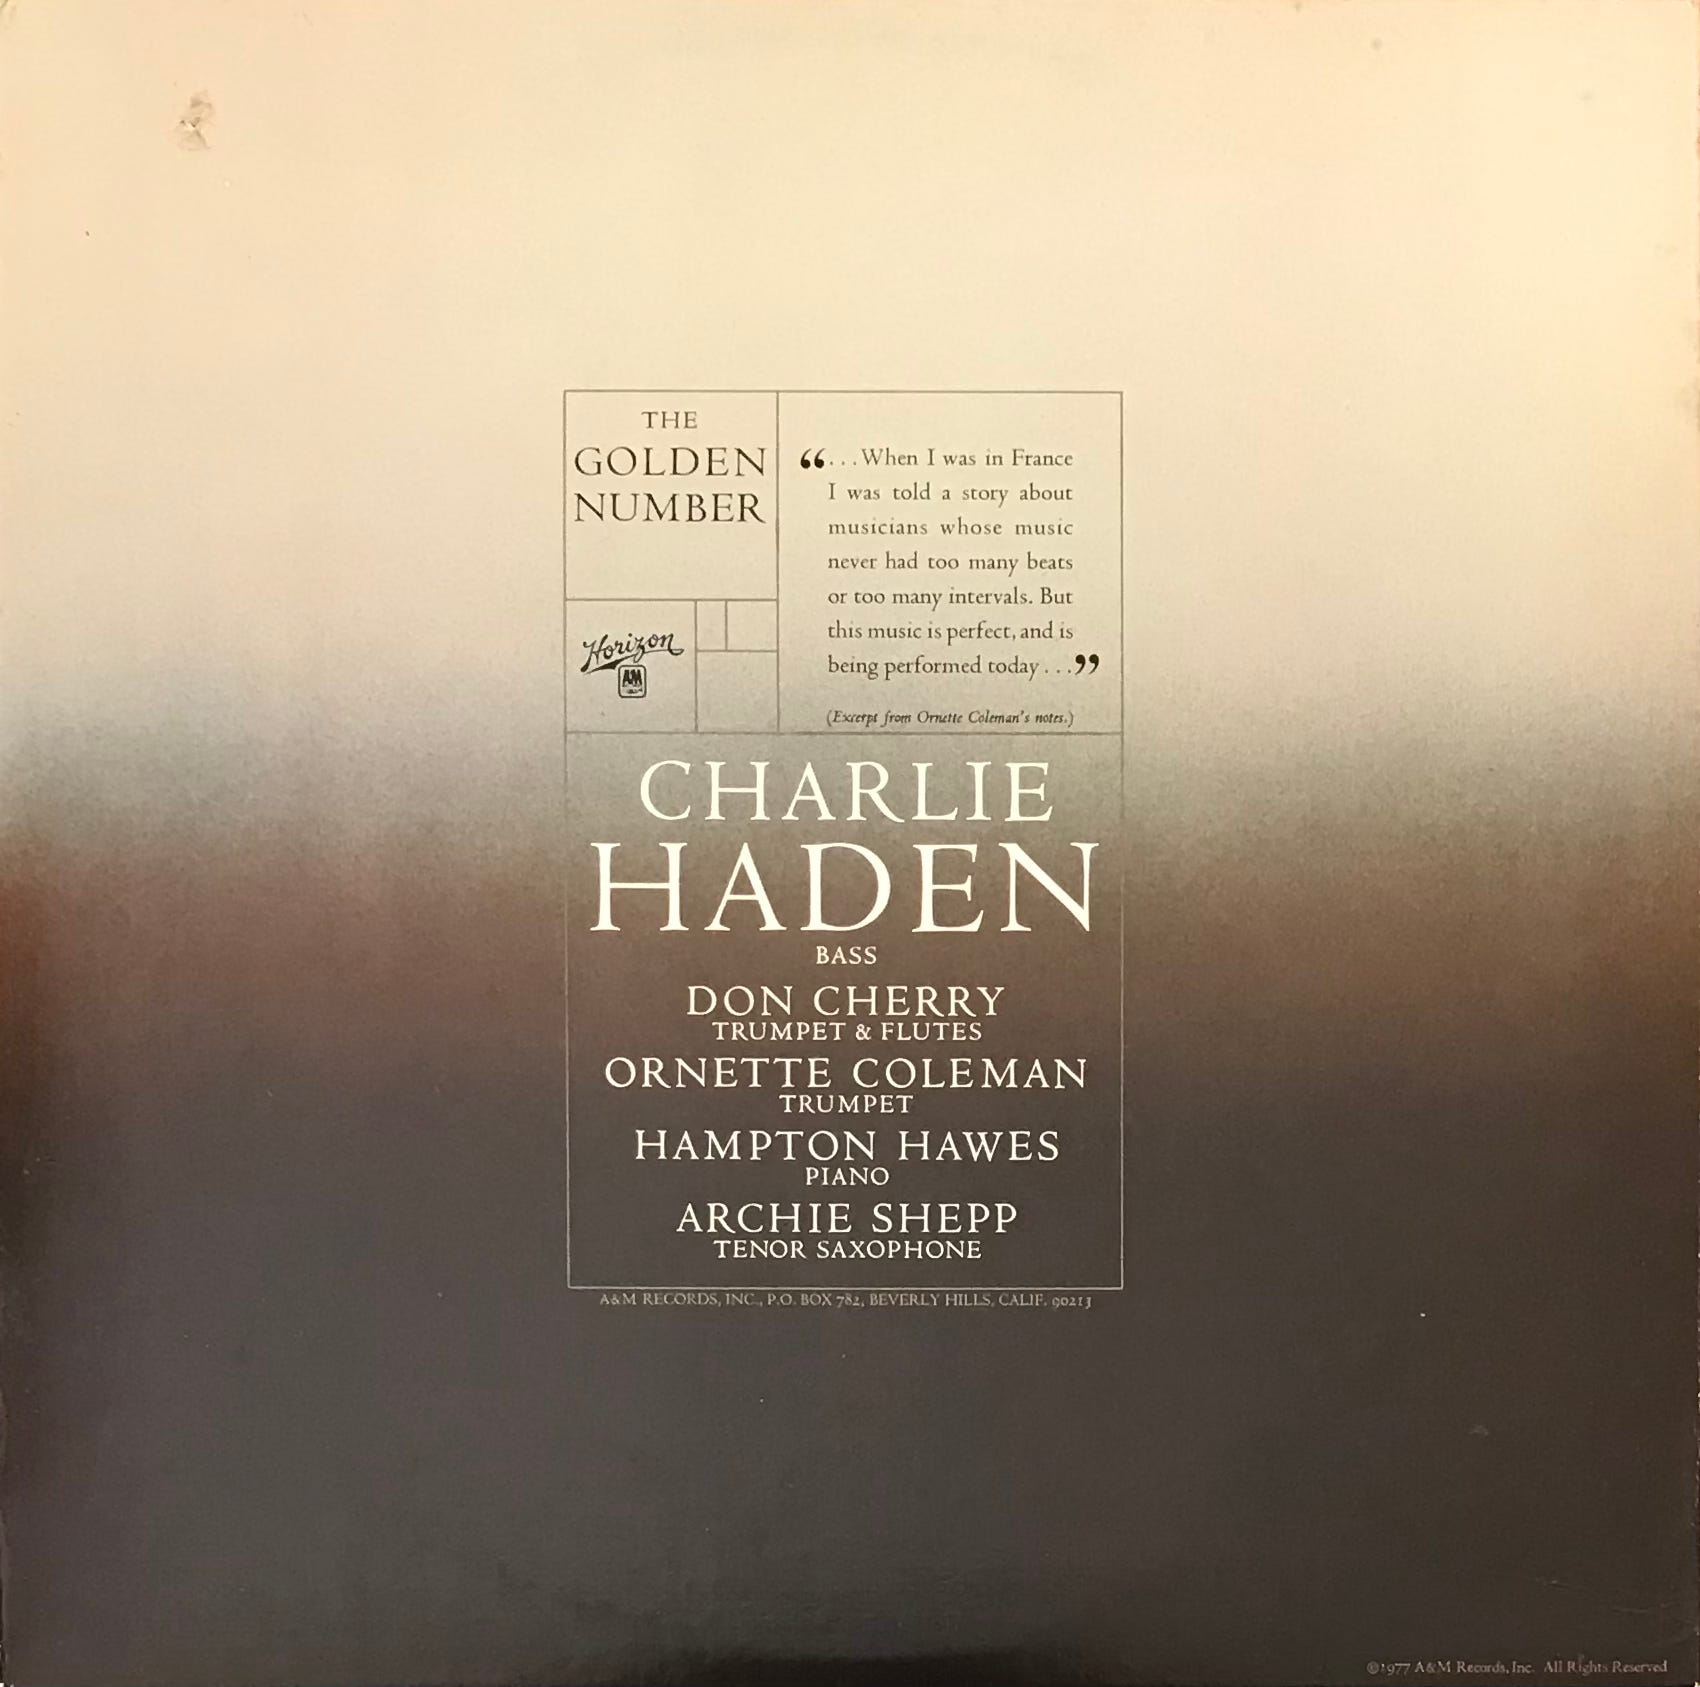 THE
GOLDEN
NUMBER
“...When I was in France
I was told a story about
musicians whose music
never had too many beats
or too many intervals. But
this music is perfect, and is
being performed today...”
(Excerpt from Ornette Coleman's notes.)
Horizon
A&M
CHARLIE
HADEN
BASS
DON CHERRY
TRUMPET & FLUTES
ORNETTE COLEMAN
TRUMPET
HAMPTON HAWES
PIANO
ARCHIE SHEPP
TENOR SAXOPHONE
A&M RECORDS, INC., P.O. BOX 782, BEVERLY HILLS, CALIF. 90213
©1977 A&M Records, Inc. All Rights Reserved